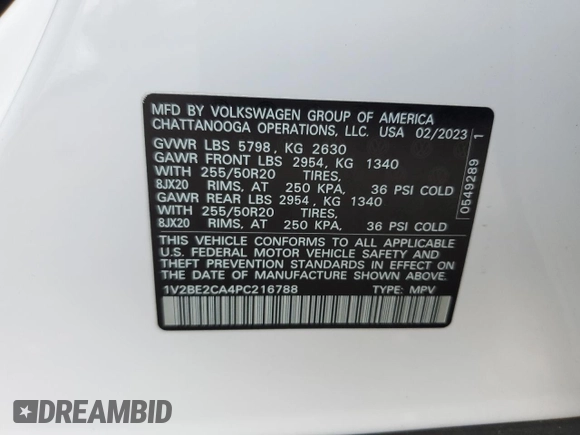 MFD BY VOLKSWAGEN GROUP OF AMERICA
CHATTANOOGA OPERATIONS, LLC. USA 02/2023
GVWR LBS 5798, KG 2630
GAWR FRONT LBS 2954, KG 1340
WITH 255/50R20 TIRES,
8JX20 RIMS, AT 250 KPA, 36 PSI COLD
GAWR REAR LBS 2954, KG 1340
WITH 255/50R20 TIRES,
8JX20 RIMS, AT 250 KPA, 36 PSI COLD
THIS VEHICLE CONFORMS TO ALL APPLICABLE
U.S. FEDERAL MOTOR VEHICLE SAFETY AND
THEFT PREVENTION STANDARDS IN EFFECT ON
THE DATE OF MANUFACTURE SHOWN ABOVE.
1V2BE2CA4PC216788 TYPE: MPV
0549289 1
DREAMBID